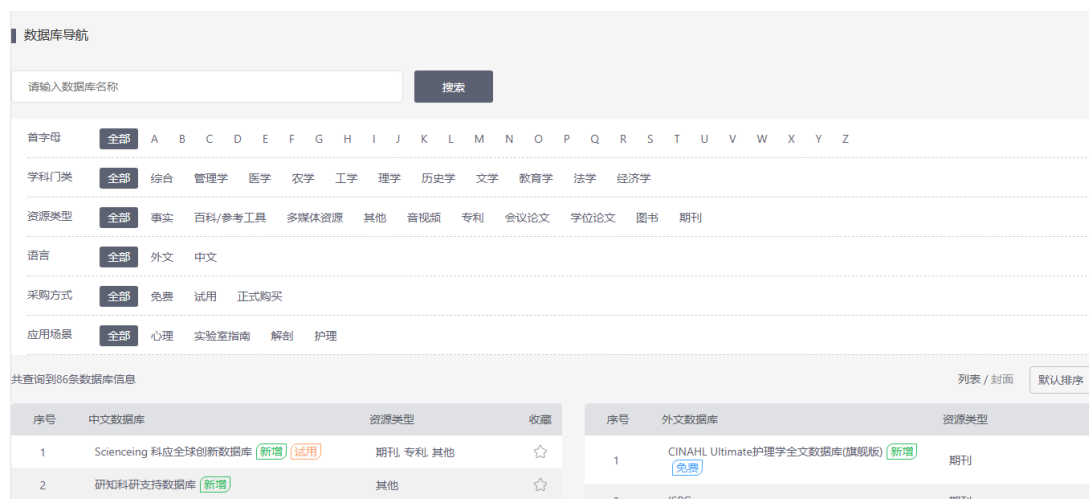 数据库导航
请输入数据库名称
搜索
首字母 全部 A B C D E F G H I J K L M N O P Q R S T U V W X Y Z
学科门类 全部 综合 管理学 医学 农学 工学 理学 历史学 文学 教育学 法学 经济学
资源类型 全部 事实 百科/参考工具 多媒体资源 其他 音视频 专利 会议论文 学位论文 图书 期刊
语言 全部 外文 中文
采购方式 全部 免费 试用 正式购买
应用场景 全部 心理 实验室指南 解剖 护理
共查询到86条数据库信息
列表 / 封面 默认排序
序号 中文数据库 资源类型 收藏
1 Scienceing 科应全球创新数据库 新增 试用 期刊, 专利, 其他
2 研知科研支持数据库 新增 其他
序号 外文数据库 资源类型
1 CINAHL Ultimate护理学全文数据库(旗舰版) 新增
免费 期刊